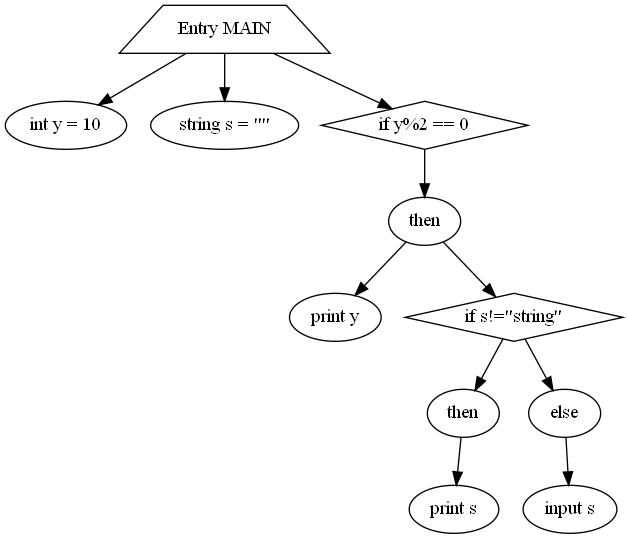 Entry MAIN
int y = 10
string s = ""
if y%2 == 0
then
print y
if s!="string"
then
else
print s
input s